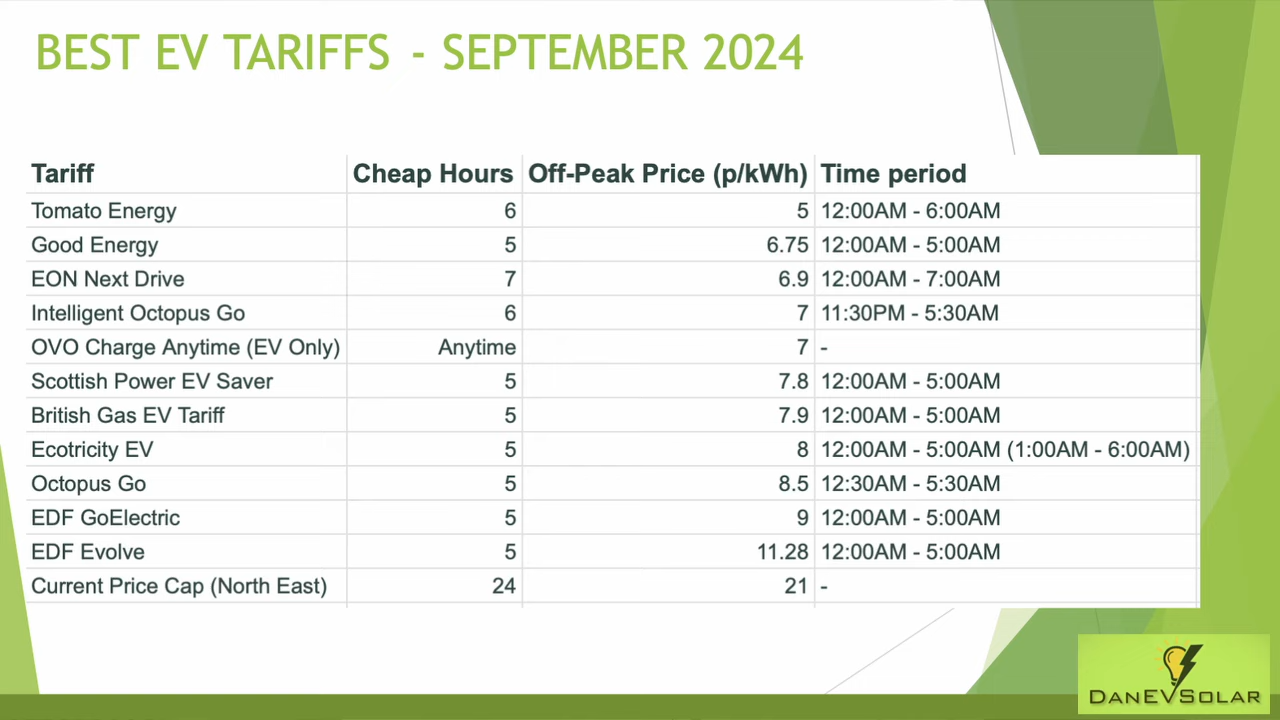 BEST EV TARIFFS - SEPTEMBER 2024
Tariff Cheap Hours Off-Peak Price (p/kWh) Time period
Tomato Energy 6 5 12:00AM - 6:00AM
Good Energy 5 6.75 12:00AM - 5:00AM
EON Next Drive 7 6.9 12:00AM - 7:00AM
Intelligent Octopus Go 6 7 11:30PM - 5:30AM
OVO Charge Anytime (EV Only) Anytime 7 -
Scottish Power EV Saver 5 7.8 12:00AM - 5:00AM
British Gas EV Tariff 5 7.9 12:00AM - 5:00AM
Ecotricity EV 5 8 12:00AM - 5:00AM (1:00AM - 6:00AM)
Octopus Go 5 8.5 12:30AM - 5:30AM
EDF GoElectric 5 9 12:00AM - 5:00AM
EDF Evolve 5 11.28 12:00AM - 5:00AM
Current Price Cap (North East) 24 21 -
DANEVSOLAR